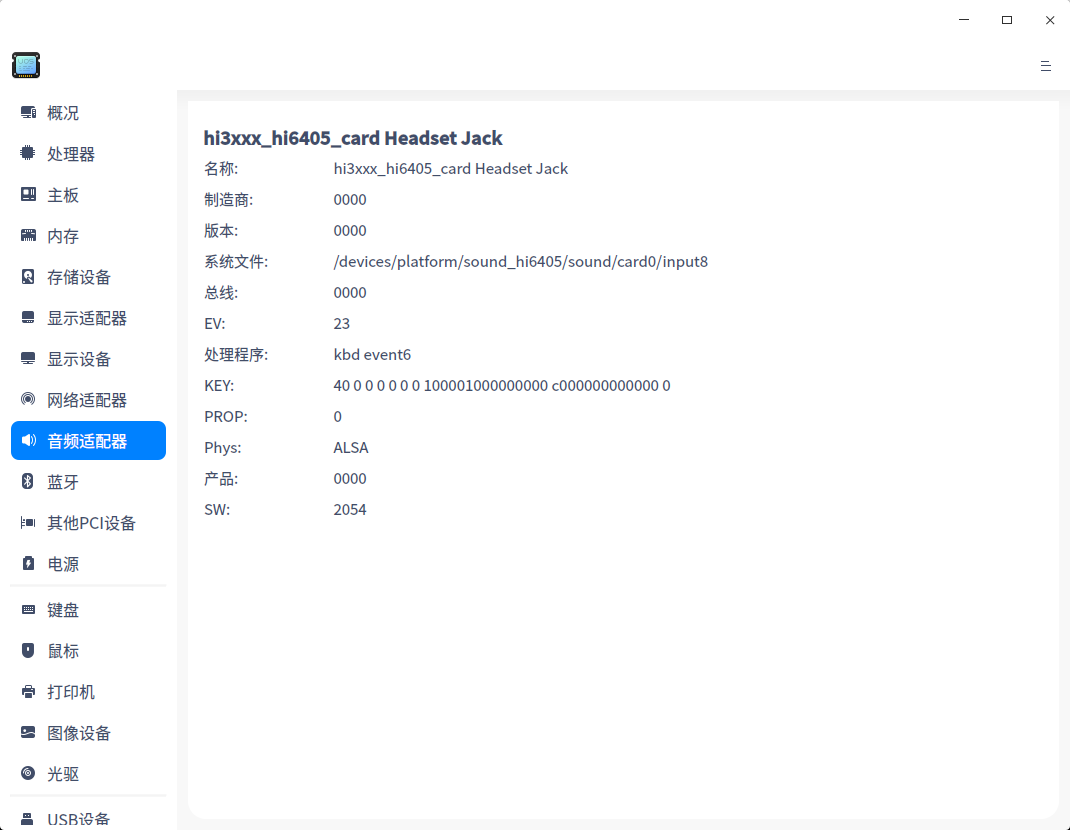 UOS
概况
处理器
主板
内存
存储设备
显示适配器
显示设备
网络适配器
音频适配器
蓝牙
其他PCI设备
电源
键盘
鼠标
打印机
图像设备
光驱
USB设备
hi3xxx_hi6405_card Headset Jack
名称: hi3xxx_hi6405_card Headset Jack
制造商: 0000
版本: 0000
系统文件: /devices/platform/sound_hi6405/sound/card0/input8
总线: 0000
EV: 23
处理程序: kbd event6
KEY: 40 0 0 0 0 0 0 100001000000000 c000000000000 0
PROP: 0
Phys: ALSA
产品: 0000
SW: 2054